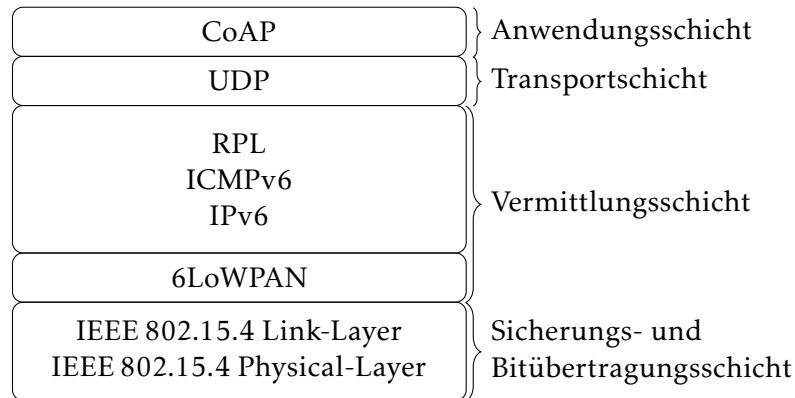 CoAP
Anwendungsschicht
UDP
Transportschicht
RPL
ICMPv6
IPv6
Vermittlungsschicht
6LoWPAN
IEEE 802.15.4 Link-Layer
IEEE 802.15.4 Physical-Layer
Sicherungs- und
Bitübertragungsschicht